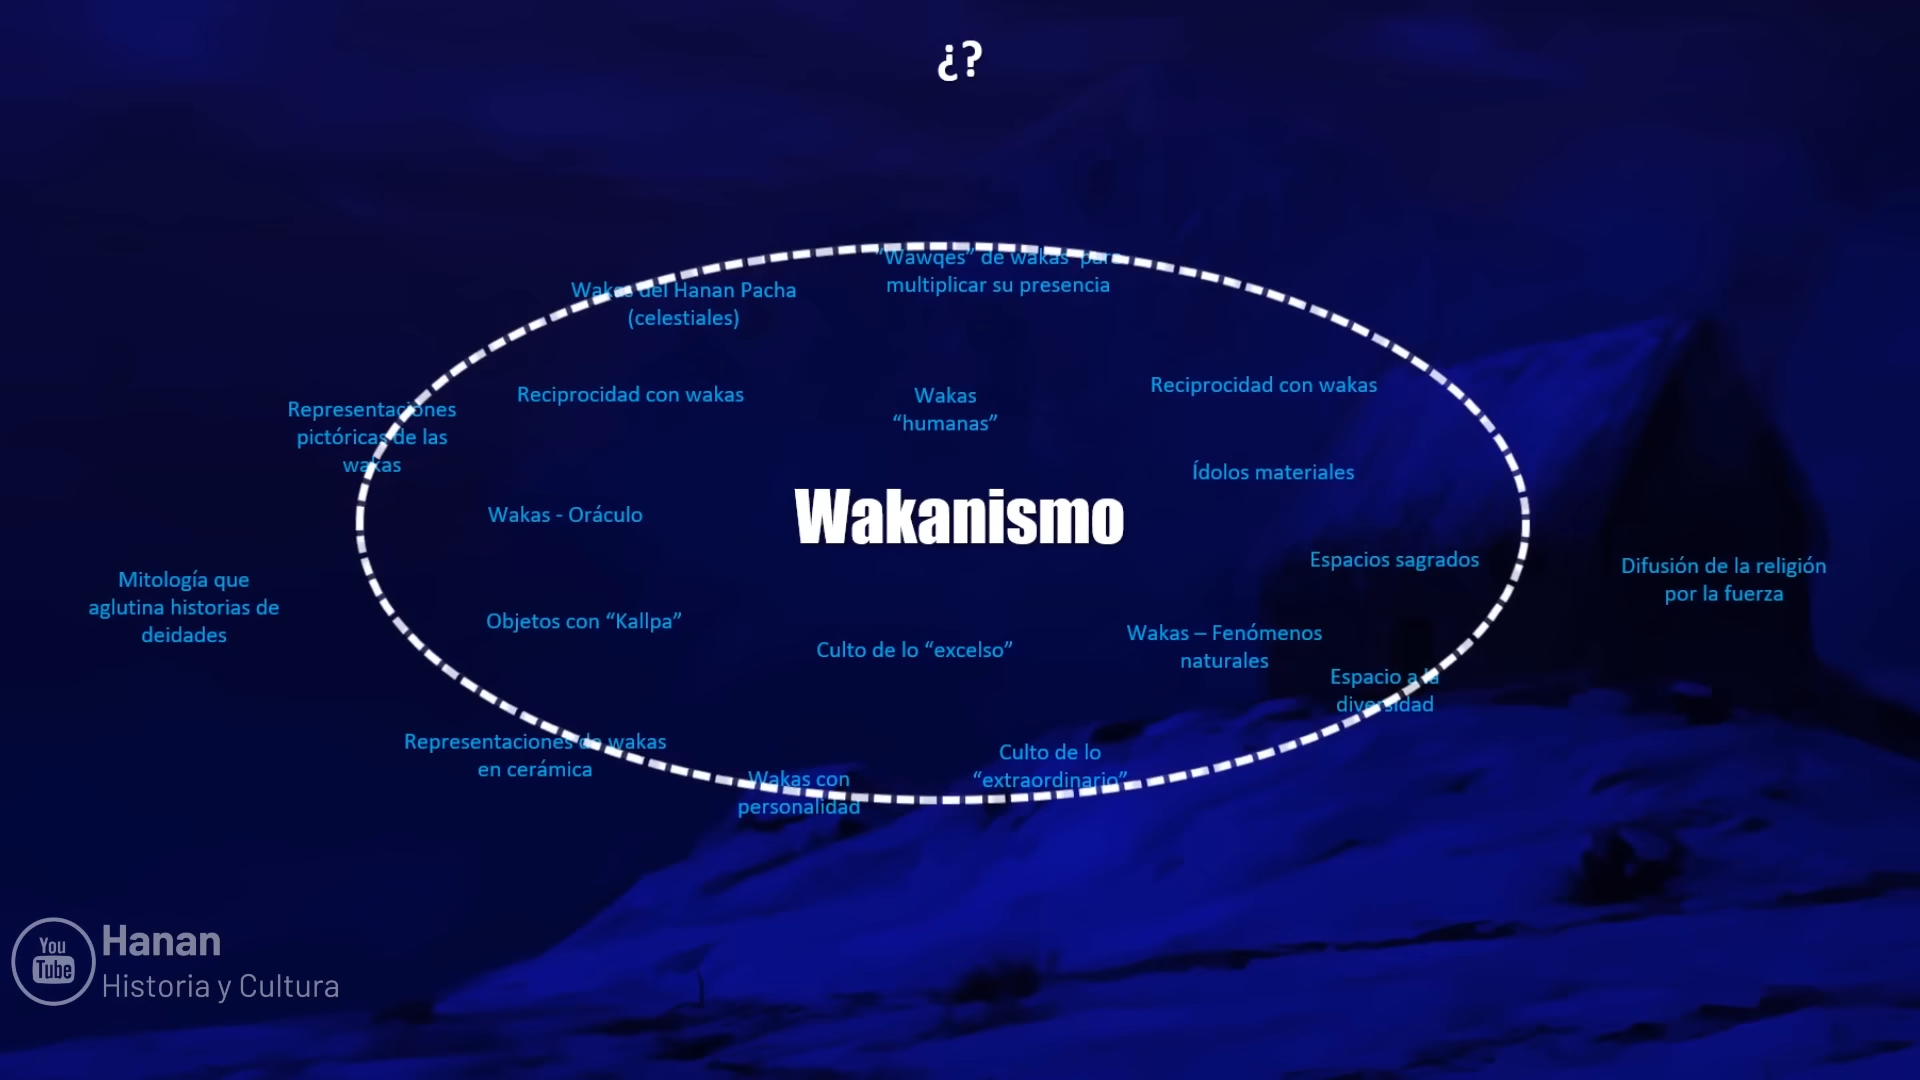 ¿?
“Wawqes” de wakas para
multiplicar su presencia
Wakas del Hanan Pacha
(celestiales)
Reciprocidad con wakas
Wakas
“humanas”
Reciprocidad con wakas
Representaciones
pictóricas de las
wakas
Ídolos materiales
Wakas - Oráculo
Wakanismo
Espacios sagrados
Mitología que
aglutina historias de
deidades
Difusión de la religión
por la fuerza
Objetos con “Kallpa”
Culto de lo “excelso”
Wakas – Fenómenos
naturales
Espacio a la
diversidad
Representaciones de wakas
en cerámica
Wakas con
personalidad
Culto de lo
“extraordinario”
You
Tube
Hanan
Historia y Cultura